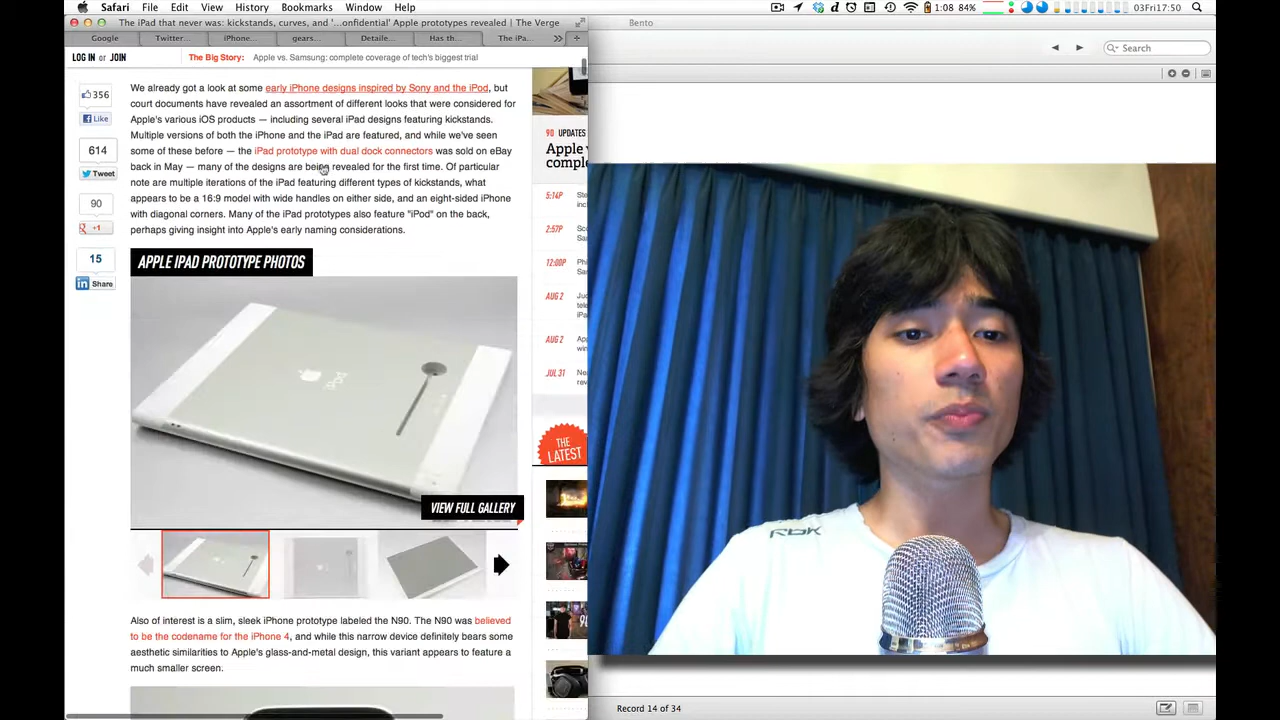 Safari File Edit View History Bookmarks Window Help
1:08 84% 03Fri17:50
The iPad that never was: kickstands, curves, and '...onfidential' Apple prototypes revealed | The Verge
Bento
Google Twitter... iPhone... gears... Detaile... Has th... The iPa... »
Search
LOG IN or JOIN
The Big Story: Apple vs. Samsung: complete coverage of tech's biggest trial
356
Like
614
Tweet
90
+1
15
Share
We already got a look at some early iPhone designs inspired by Sony and the iPod, but
court documents have revealed an assortment of different looks that were considered for
Apple's various iOS products — including several iPad designs featuring kickstands.
Multiple versions of both the iPhone and the iPad are featured, and while we've seen
some of these before — the iPad prototype with dual dock connectors was sold on eBay
back in May — many of the designs are being revealed for the first time. Of particular
note are multiple iterations of the iPad featuring different types of kickstands, what
appears to be a 16:9 model with wide handles on either side, and an eight-sided iPhone
with diagonal corners. Many of the iPad prototypes also feature "iPod" on the back,
perhaps giving insight into Apple's early naming considerations.
APPLE IPAD PROTOTYPE PHOTOS
iPod
VIEW FULL GALLERY
Also of interest is a slim, sleek iPhone prototype labeled the N90. The N90 was believed
to be the codename for the iPhone 4, and while this narrow device definitely bears some
aesthetic similarities to Apple's glass-and-metal design, this variant appears to feature a
much smaller screen.
90 UPDATES
Apple
5:14P
2:57P
12:00P
AUG 2
AUG 2
JUL 31
THE
LATEST
RBK
Record 14 of 34